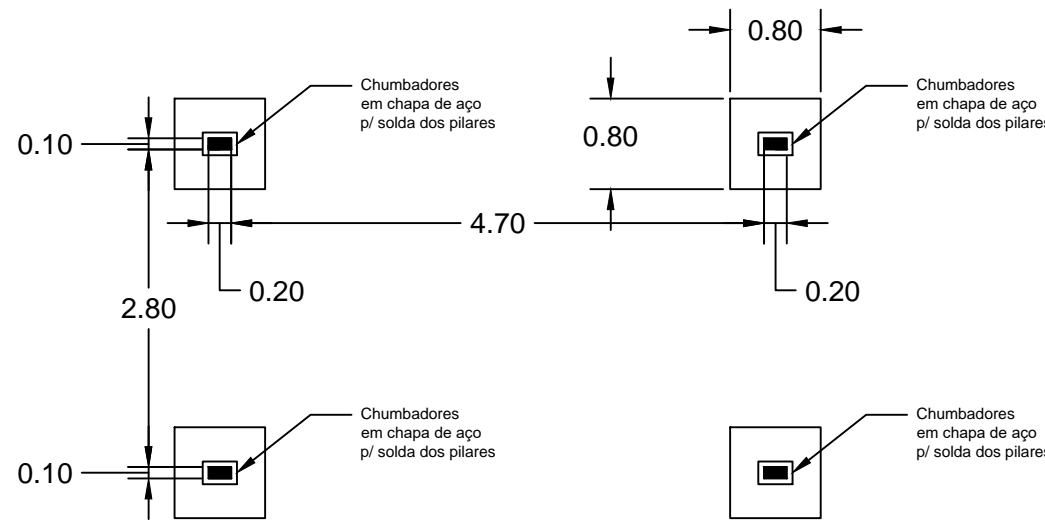 0.80
Chumbadores
em chapa de aço
p/ solda dos pilares
Chumbadores
em chapa de aço
p/ solda dos pilares
0.10
0.80
4.70
0.20
0.20
2.80
Chumbadores
em chapa de aço
p/ solda dos pilares
Chumbadores
em chapa de aço
p/ solda dos pilares
0.10